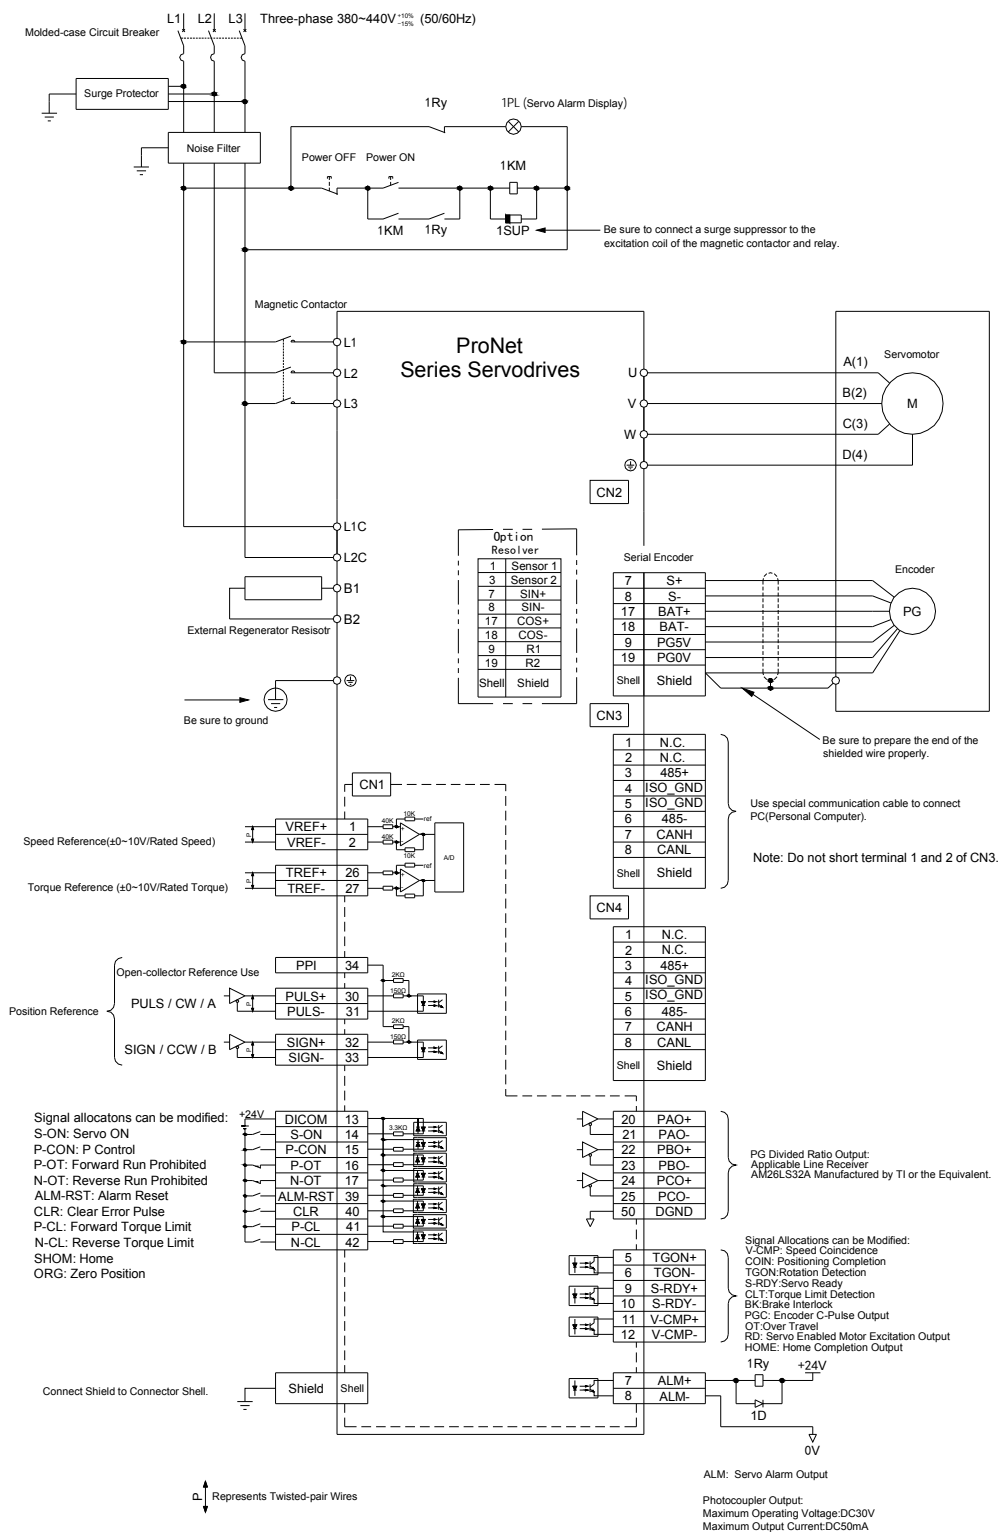 L1 L2 L3 Three-phase 380~440V +10% -15% (50/60Hz)
Molded-case Circuit Breaker
Surge Protector
Noise Filter
1Ry 1PL (Servo Alarm Display)
Power OFF Power ON
1KM
1KM 1Ry 1SUP
Be sure to connect a surge suppressor to the
excitation coil of the magnetic contactor and relay.
Magnetic Contactor
ProNet
Series Servodrives
L1
L2
L3
U
V
W
A(1)
B(2)
C(3)
D(4)
Servomotor
M
CN2
L1C
L2C
B1
B2
External Regenerator Resisotr
Be sure to ground
Option
Resolver
1 Sensor 1
3 Sensor 2
7 SIN+
8 SIN-
17 COS+
18 COS-
9 R1
19 R2
Shell Shield
Serial Encoder
7 S+
8 S-
17 BAT+
18 BAT-
9 PG5V
19 PG0V
Shell Shield
Encoder
PG
Be sure to prepare the end of the
shielded wire properly.
CN3
1 N.C.
2 N.C.
3 485+
4 ISO_GND
5 ISO_GND
6 485-
7 CANH
8 CANL
Shell Shield
Use special communication cable to connect
PC(Personal Computer).
Note: Do not short terminal 1 and 2 of CN3.
CN4
1 N.C.
2 N.C.
3 485+
4 ISO_GND
5 ISO_GND
6 485-
7 CANH
8 CANL
Shell Shield
CN1
Speed Reference(±0~10V/Rated Speed)
P
VREF+ 1
VREF- 2
40K
40K
10K
ref
10K
A/D
Torque Reference (±0~10V/Rated Torque)
P
TREF+ 26
TREF- 27
ref
Position Reference
Open-collector Reference Use
PPI 34
PULS / CW / A
P
PULS+ 30
PULS- 31
2KΩ
150Ω
SIGN / CCW / B
P
SIGN+ 32
SIGN- 33
2KΩ
150Ω
Signal allocatons can be modified:
S-ON: Servo ON
P-CON: P Control
P-OT: Forward Run Prohibited
N-OT: Reverse Run Prohibited
ALM-RST: Alarm Reset
CLR: Clear Error Pulse
P-CL: Forward Torque Limit
N-CL: Reverse Torque Limit
SHOM: Home
ORG: Zero Position
+24V
DICOM 13
S-ON 14
P-CON 15
P-OT 16
N-OT 17
ALM-RST 39
CLR 40
P-CL 41
N-CL 42
3.3KΩ
20 PAO+
21 PAO-
22 PBO+
23 PBO-
24 PCO+
25 PCO-
50 DGND
PG Divided Ratio Output:
Applicable Line Receiver
AM26LS32A Manufactured by TI or the Equivalent.
5 TGON+
6 TGON-
9 S-RDY+
10 S-RDY-
11 V-CMP+
12 V-CMP-
Signal Allocations can be Modified:
V-CMP: Speed Coincidence
COIN: Positioning Completion
TGON:Rotation Detection
S-RDY:Servo Ready
CLT:Torque Limit Detection
BK:Brake Interlock
PGC: Encoder C-Pulse Output
OT:Over Travel
RD: Servo Enabled Motor Excitation Output
HOME: Home Completion Output
Connect Shield to Connector Shell.
Shield Shell
7 ALM+
8 ALM-
1Ry +24V
1D
0V
ALM: Servo Alarm Output
P Represents Twisted-pair Wires
Photocoupler Output:
Maximum Operating Voltage:DC30V
Maximum Output Current:DC50mA